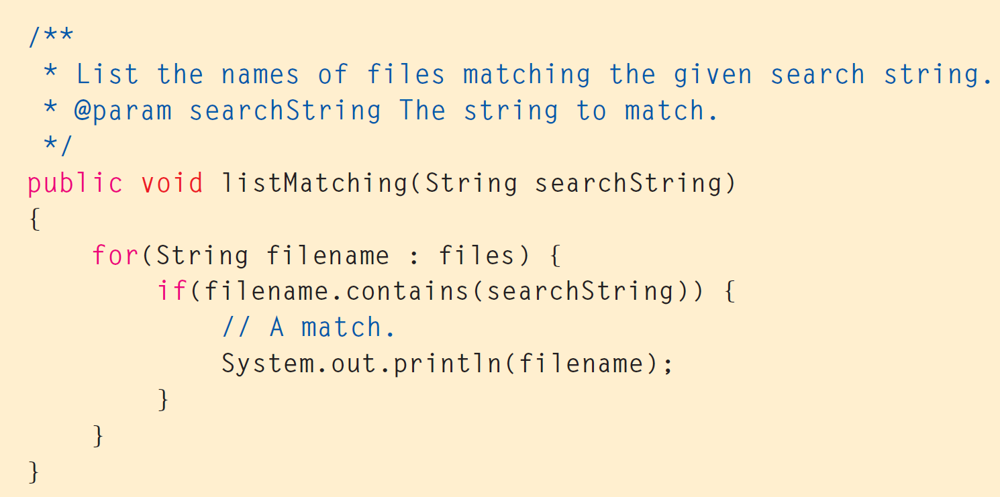 /**
 * List the names of files matching the given search string.
 * @param searchString The string to match.
 */
public void listMatching(String searchString)
{
    for(String filename : files) {
        if(filename.contains(searchString)) {
            // A match.
            System.out.println(filename);
        }
    }
}